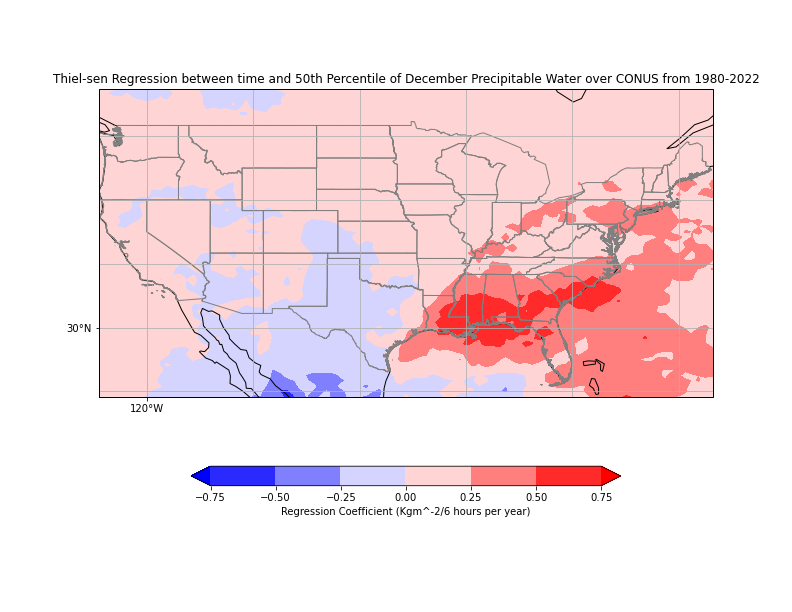 Thiel-sen Regression between time and 50th Percentile of December Precipitable Water over CONUS from 1980-2022
30°N
120°W
−0.75 −0.50 −0.25 0.00 0.25 0.50 0.75
Regression Coefficient (Kgm^-2/6 hours per year)